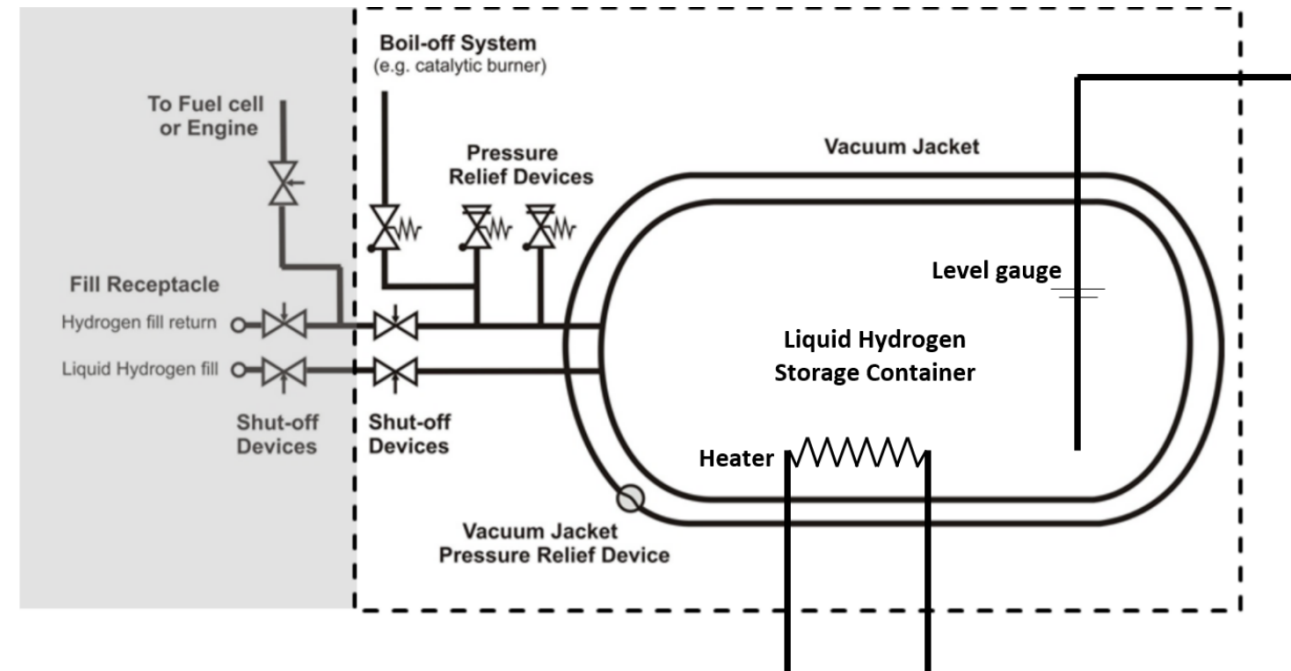 Boil-off System
(e.g. catalytic burner)
To Fuel cell
or Engine
Pressure
Relief Devices
Vacuum Jacket
Level gauge
Fill Receptacle
Hydrogen fill return
Liquid Hydrogen fill
Liquid Hydrogen
Storage Container
Shut-off
Devices
Shut-off
Devices
Heater
Vacuum Jacket
Pressure Relief Device